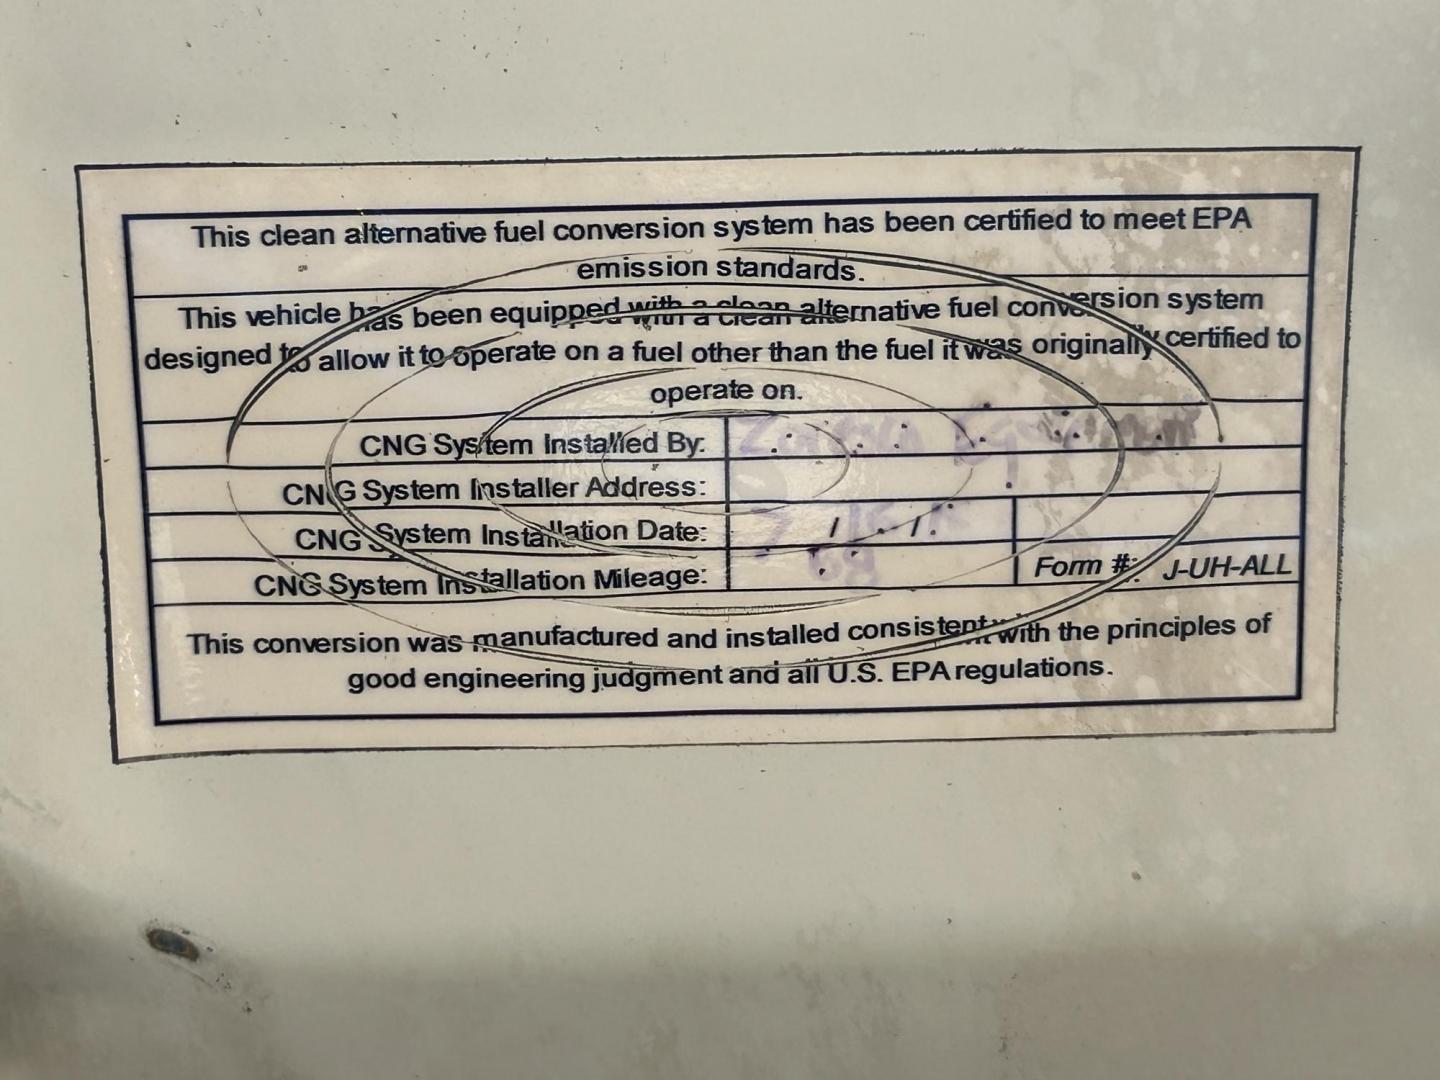 This clean alternative fuel conversion system has been certified to meet EPA
emission standards.
This vehicle has been equipped with a clean alternative fuel conversion system
designed to allow it to operate on a fuel other than the fuel it was originally certified to
operate on.
CNG System Installed By:
CNG System Installer Address:
CNG System Installation Date: / /
CNG System Installation Mileage: 68 Form #: J-UH-ALL
This conversion was manufactured and installed consistent with the principles of
good engineering judgment and all U.S. EPA regulations.